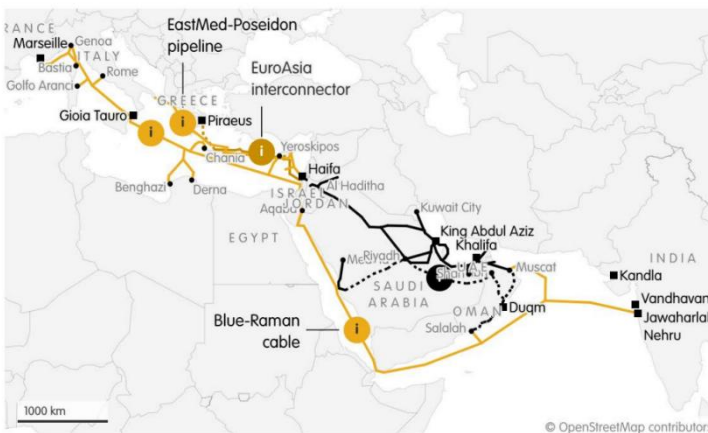 RANCE
EastMed-Poseidon
pipeline
Marseille
Genoa
ITALY
Bastia
Rome
Golfo Aranci
EuroAsia
interconnector
GREECE
Gioia Tauro
i
i
Piraeus
i
Chania
Yeroskipos
Benghazi
Derna
Haifa
Al Haditha
ISRAEL
JORDAN
Aqaba
Kuwait City
EGYPT
King Abdul Aziz
Khalifa
INDIA
Riyadh
UAE
Muscat
Kandla
SAUDI
ARABIA
Vandhavan
OMAN
Duqm
Jawaharlal
Nehru
Blue-Raman
cable
i
Salalah
1000 km
© OpenStreetMap contributor